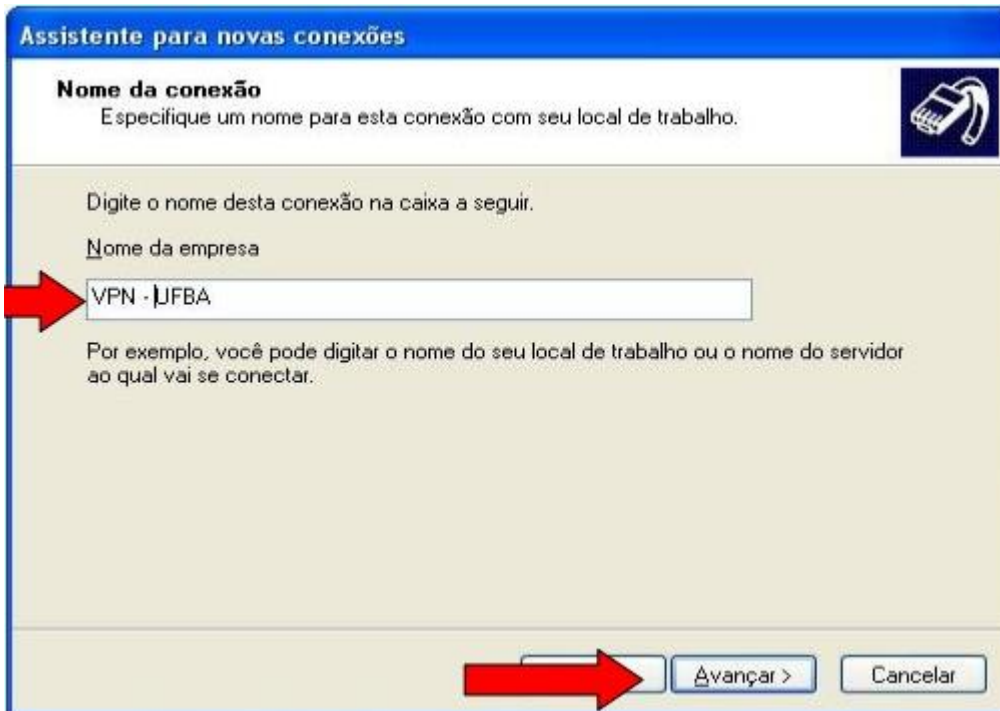 Assistente para novas conexões
Nome da conexão
Especifique um nome para esta conexão com seu local de trabalho.
Digite o nome desta conexão na caixa a seguir.
Nome da empresa
VPN - UFBA
Por exemplo, você pode digitar o nome do seu local de trabalho ou o nome do servidor
ao qual vai se conectar.
Avançar >
Cancelar